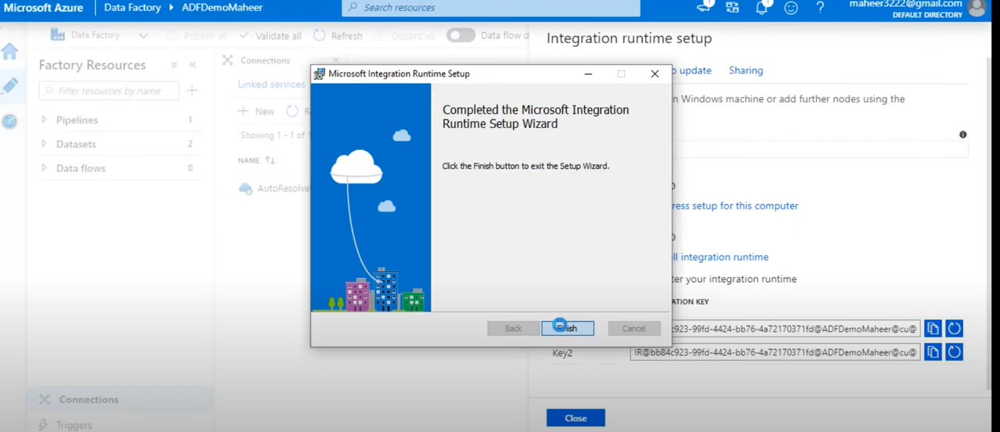 Microsoft Azure
Data Factory
ADFDemoMaheer
Search resources
1
1
?
maheer3222@gmail.com
DEFAULT DIRECTORY
Data Factory
Publish all
Validate all
Refresh
Discard all
Data flow d
Factory Resources
Filter resources by name
Pipelines 1
Datasets 2
Data flows 0
Connections
Triggers
Connections
Linked services
New
Showing 1 - 1 of 1
NAME
AutoResolve
Microsoft Integration Runtime Setup
Completed the Microsoft Integration
Runtime Setup Wizard
Click the Finish button to exit the Setup Wizard.
Back
Finish
Cancel
Integration runtime setup
o update
Sharing
n Windows machine or add further nodes using the
ress setup for this computer
ll integration runtime
ter your integration runtime
ATION KEY
c923-99fd-4424-bb76-4a72170371fd@ADFDemoMaheer@cu@
Key2
IR@bb84c923-99fd-4424-bb76-4a72170371fd@ADFDemoMaheer@cu@
Close